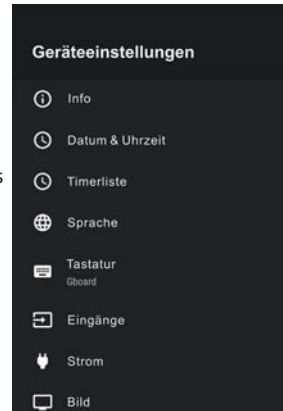 Geräteeinstellungen
Info
Datum & Uhrzeit
Timerliste
s
Sprache
Tastatur
Gboard
Eingänge
Strom
Bild